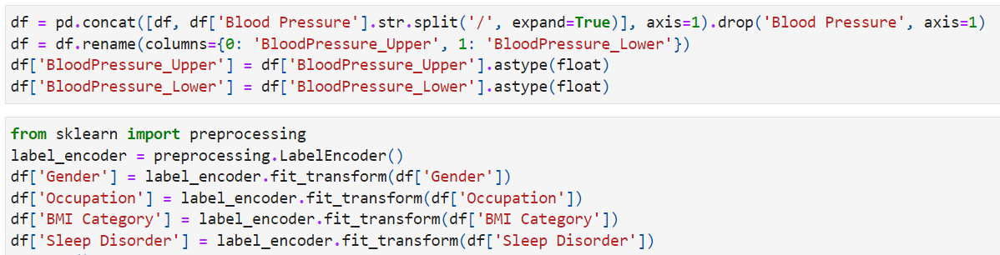 df = pd.concat([df, df['Blood Pressure'].str.split('/', expand=True)], axis=1).drop('Blood Pressure', axis=1)
df = df.rename(columns={0: 'BloodPressure_Upper', 1: 'BloodPressure_Lower'})
df['BloodPressure_Upper'] = df['BloodPressure_Upper'].astype(float)
df['BloodPressure_Lower'] = df['BloodPressure_Lower'].astype(float)
from sklearn import preprocessing
label_encoder = preprocessing.LabelEncoder()
df['Gender'] = label_encoder.fit_transform(df['Gender'])
df['Occupation'] = label_encoder.fit_transform(df['Occupation'])
df['BMI Category'] = label_encoder.fit_transform(df['BMI Category'])
df['Sleep Disorder'] = label_encoder.fit_transform(df['Sleep Disorder'])